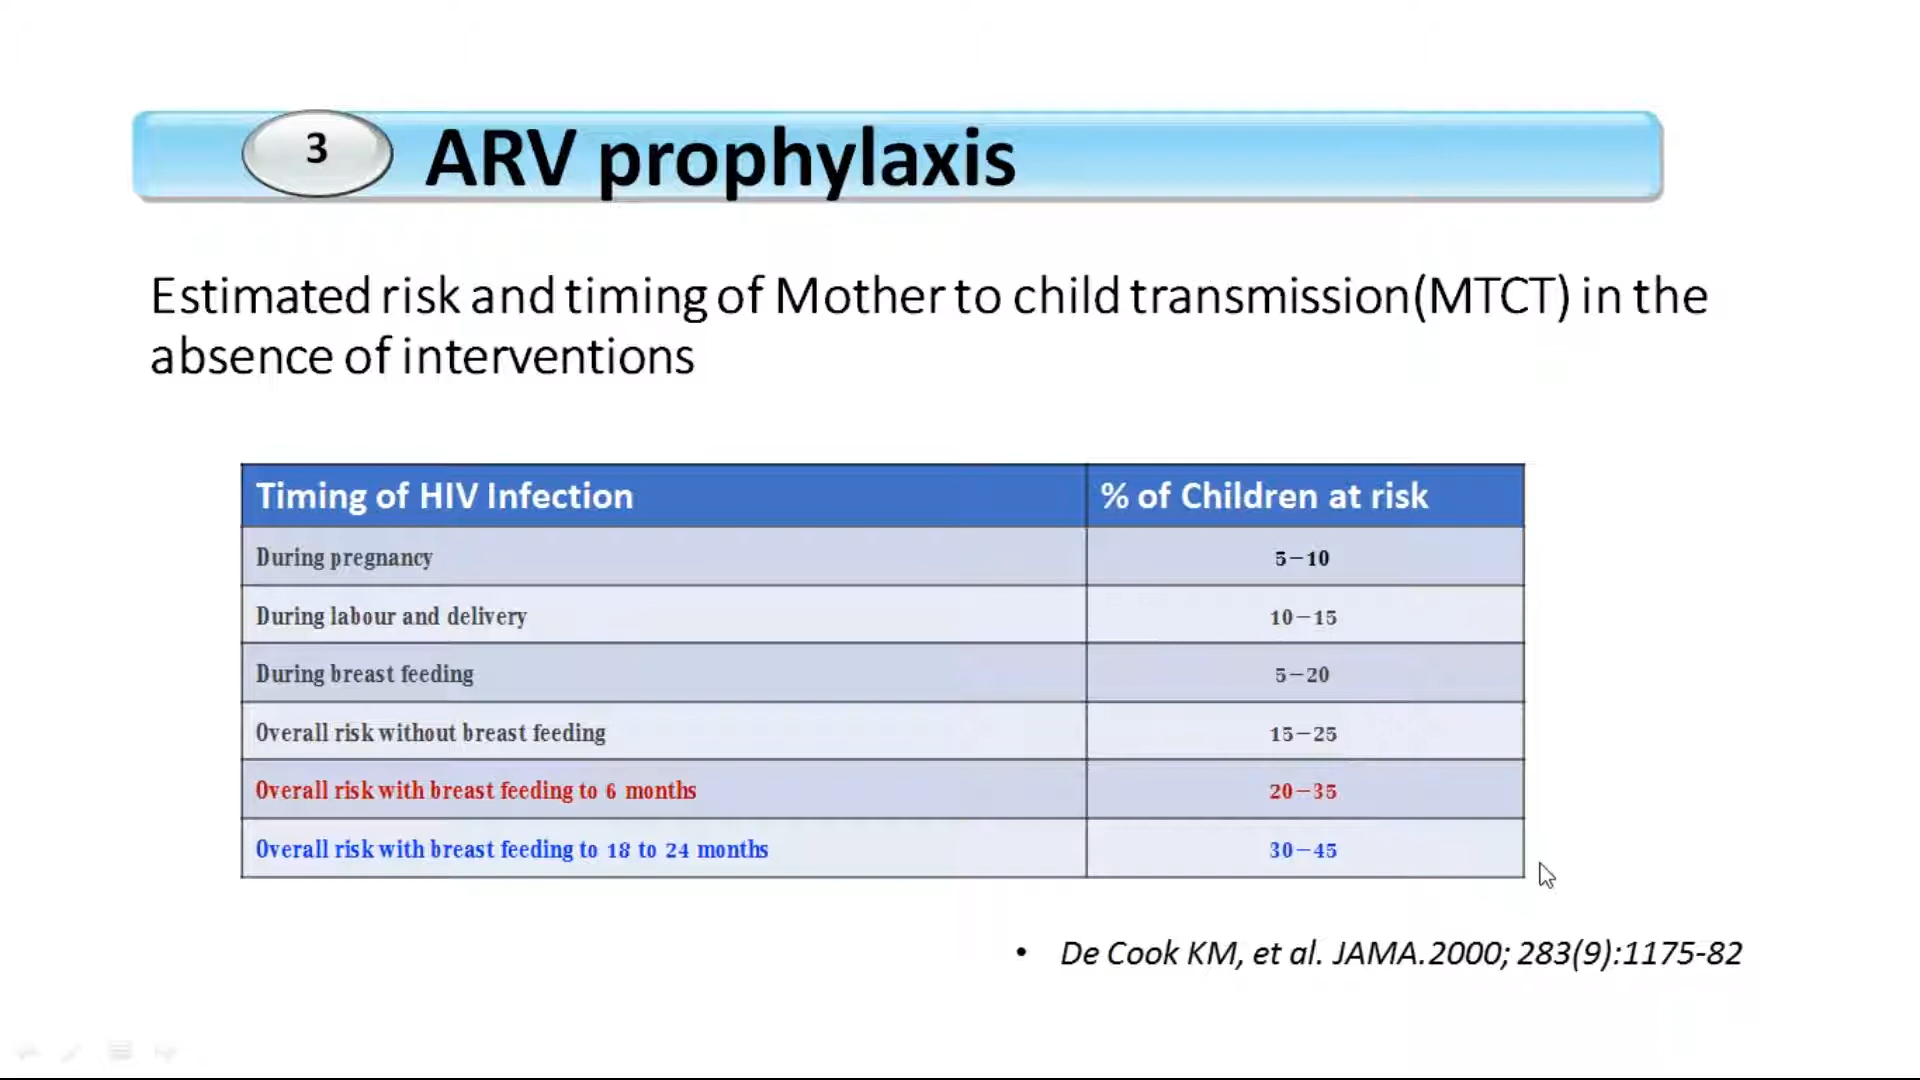 3 ARV prophylaxis
Estimated risk and timing of Mother to child transmission(MTCT) in the
absence of interventions
Timing of HIV Infection % of Children at risk
During pregnancy 5–10
During labour and delivery 10–15
During breast feeding 5–20
Overall risk without breast feeding 15–25
Overall risk with breast feeding to 6 months 20–35
Overall risk with breast feeding to 18 to 24 months 30–45
• De Cook KM, et al. JAMA.2000; 283(9):1175-82